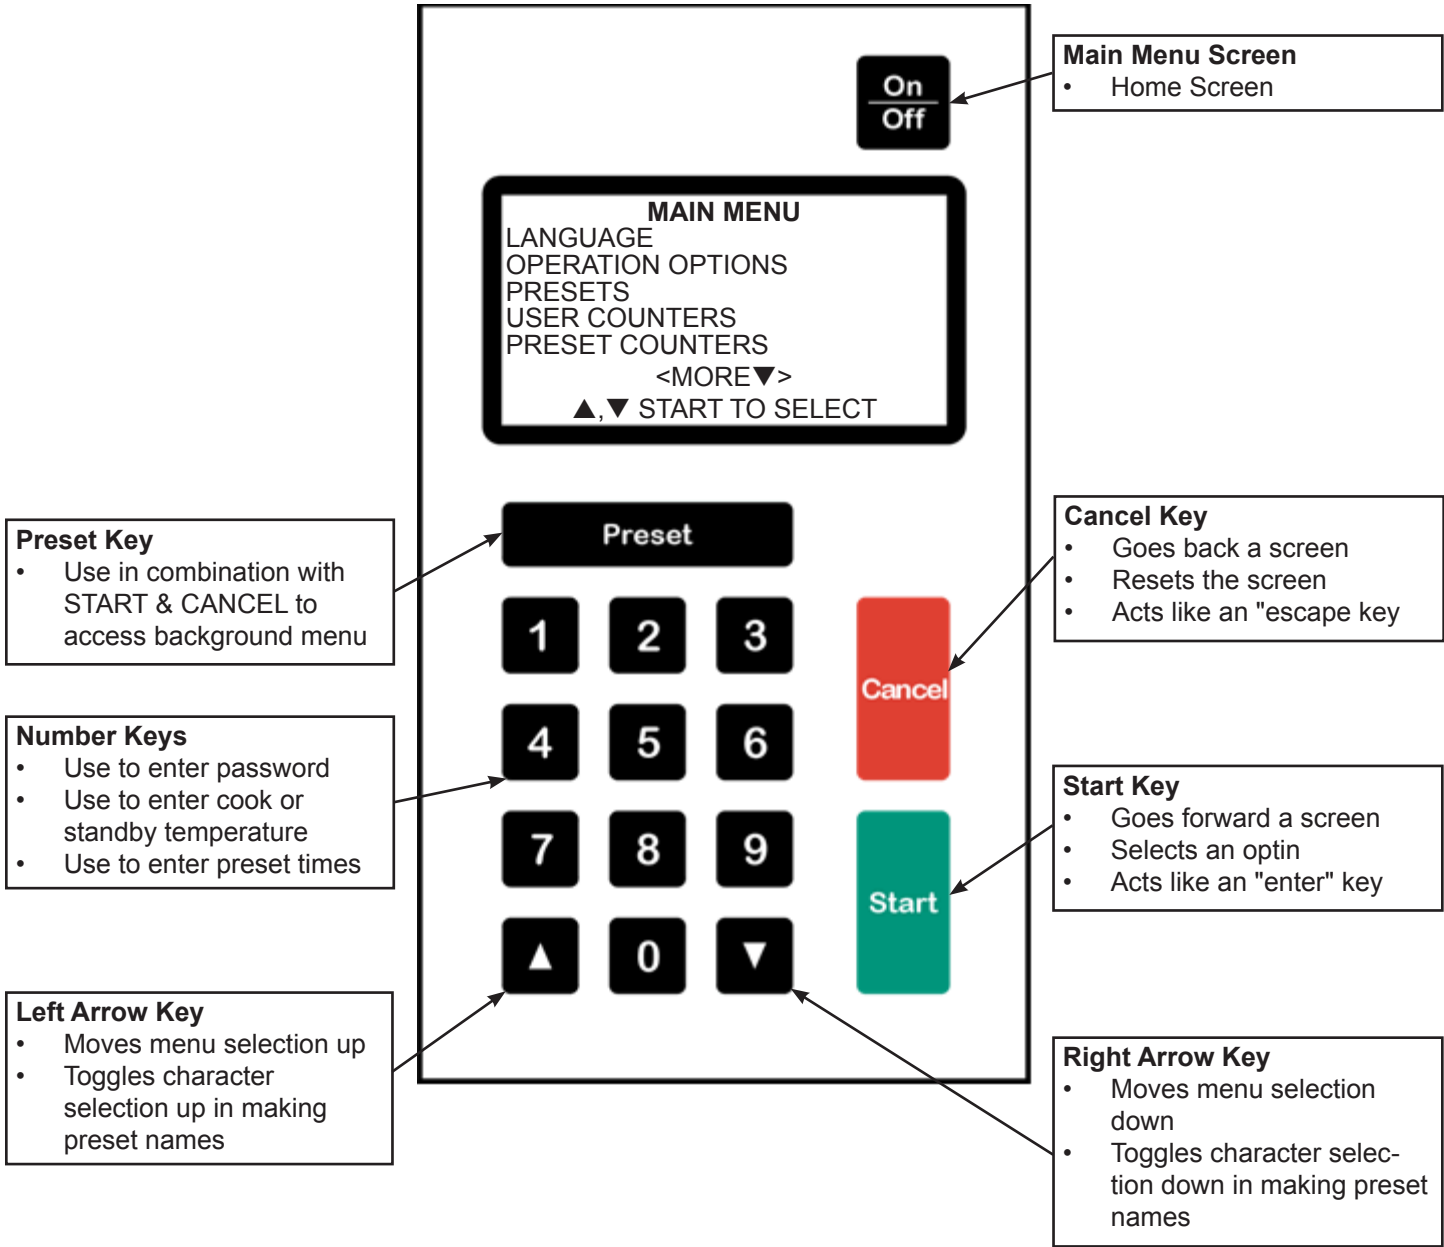 On
Off
Main Menu Screen
• Home Screen
MAIN MENU
LANGUAGE
OPERATION OPTIONS
PRESETS
USER COUNTERS
PRESET COUNTERS
<MORE▼>
▲,▼ START TO SELECT
Preset Key
• Use in combination with
START & CANCEL to
access background menu
Preset
Cancel Key
• Goes back a screen
• Resets the screen
• Acts like an "escape key
1 2 3
Cancel
Number Keys
• Use to enter password
• Use to enter cook or
standby temperature
• Use to enter preset times
4 5 6
7 8 9
Start
Start Key
• Goes forward a screen
• Selects an optin
• Acts like an "enter" key
▲ 0 ▼
Left Arrow Key
• Moves menu selection up
• Toggles character
selection up in making
preset names
Right Arrow Key
• Moves menu selection
down
• Toggles character selec-
tion down in making preset
names